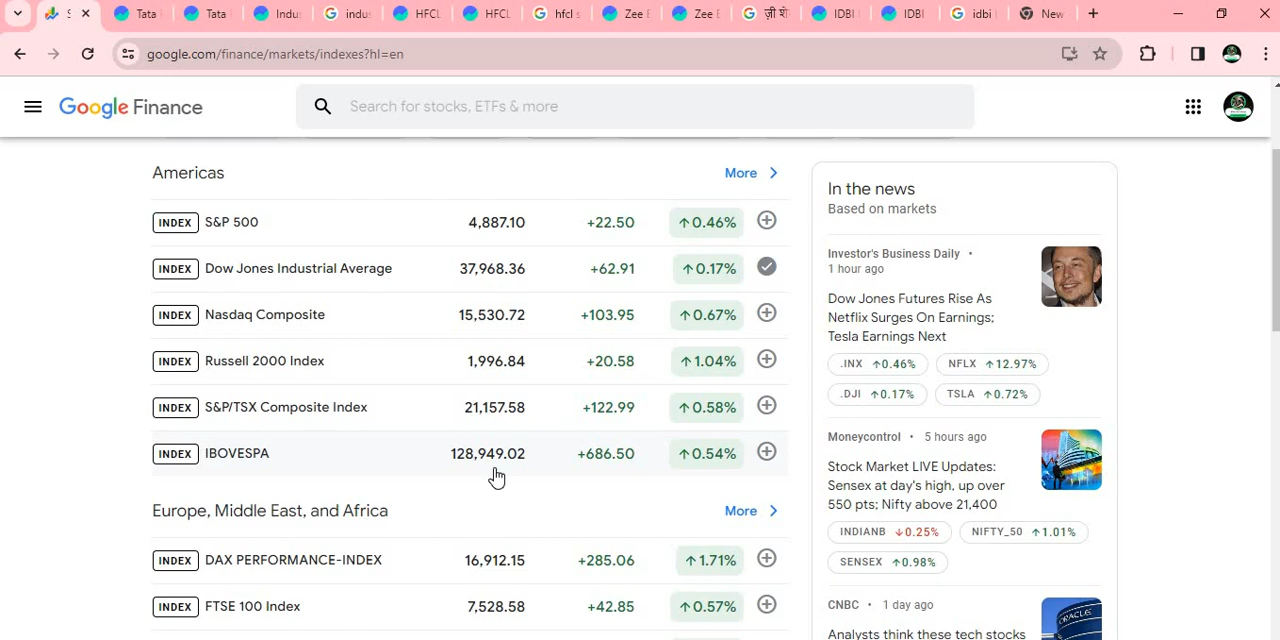 S
Tata
Tata
Indus
indus
HFCL
HFCL
hfcl s
Zee E
Zee E
ज़ी शे
IDBI
IDBI
idbi
New
google.com/finance/markets/indexes?hl=en
Google Finance
Search for stocks, ETFs & more
Americas
More
INDEX S&P 500 4,887.10 +22.50 ↑0.46%
INDEX Dow Jones Industrial Average 37,968.36 +62.91 ↑0.17%
INDEX Nasdaq Composite 15,530.72 +103.95 ↑0.67%
INDEX Russell 2000 Index 1,996.84 +20.58 ↑1.04%
INDEX S&P/TSX Composite Index 21,157.58 +122.99 ↑0.58%
INDEX IBOVESPA 128,949.02 +686.50 ↑0.54%
Europe, Middle East, and Africa
More
INDEX DAX PERFORMANCE-INDEX 16,912.15 +285.06 ↑1.71%
INDEX FTSE 100 Index 7,528.58 +42.85 ↑0.57%
In the news
Based on markets
Investor's Business Daily •
1 hour ago
Dow Jones Futures Rise As
Netflix Surges On Earnings;
Tesla Earnings Next
.INX ↑0.46% NFLX ↑12.97%
.DJI ↑0.17% TSLA ↑0.72%
Moneycontrol • 5 hours ago
Stock Market LIVE Updates:
Sensex at day's high, up over
550 pts; Nifty above 21,400
INDIANB ↓0.25% NIFTY_50 ↑1.01%
SENSEX ↑0.98%
CNBC • 1 day ago
Analysts think these tech stocks
ORACLE